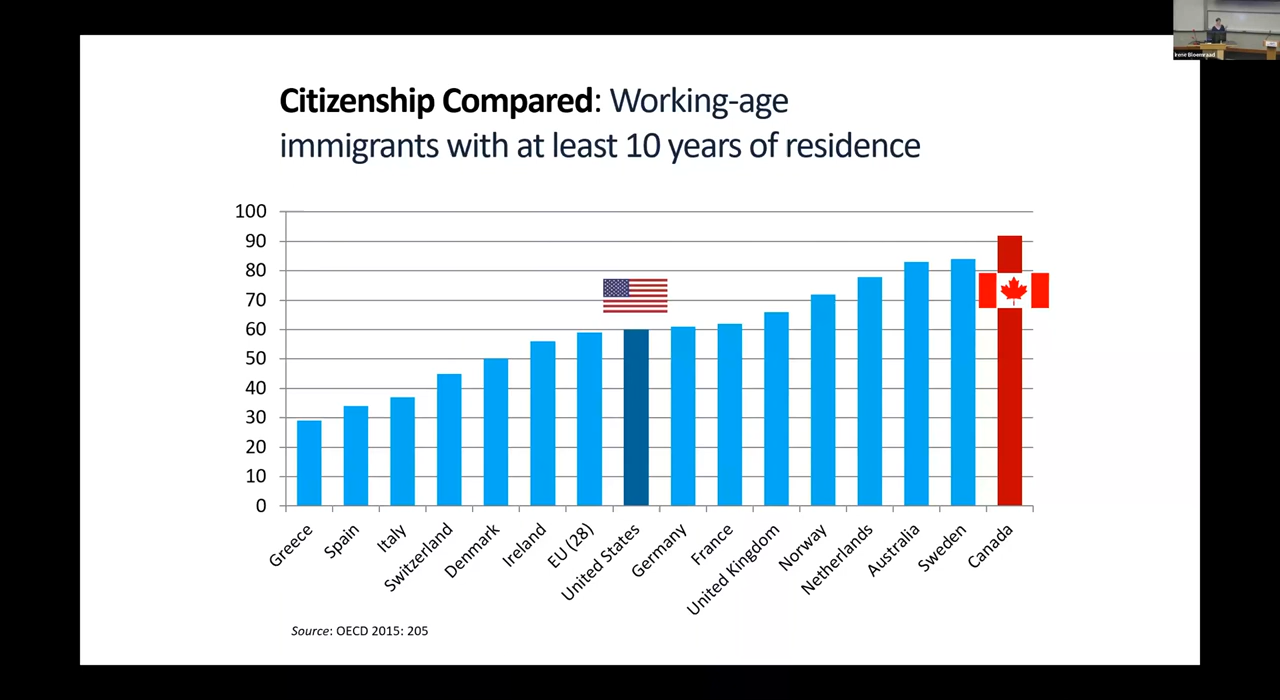 Irene Bloemraad
Citizenship Compared: Working-age
immigrants with at least 10 years of residence
100
90
80
70
60
50
40
30
20
10
0
Greece
Spain
Italy
Switzerland
Denmark
Ireland
EU (28)
United States
Germany
France
United Kingdom
Norway
Netherlands
Australia
Sweden
Canada
Source: OECD 2015: 205